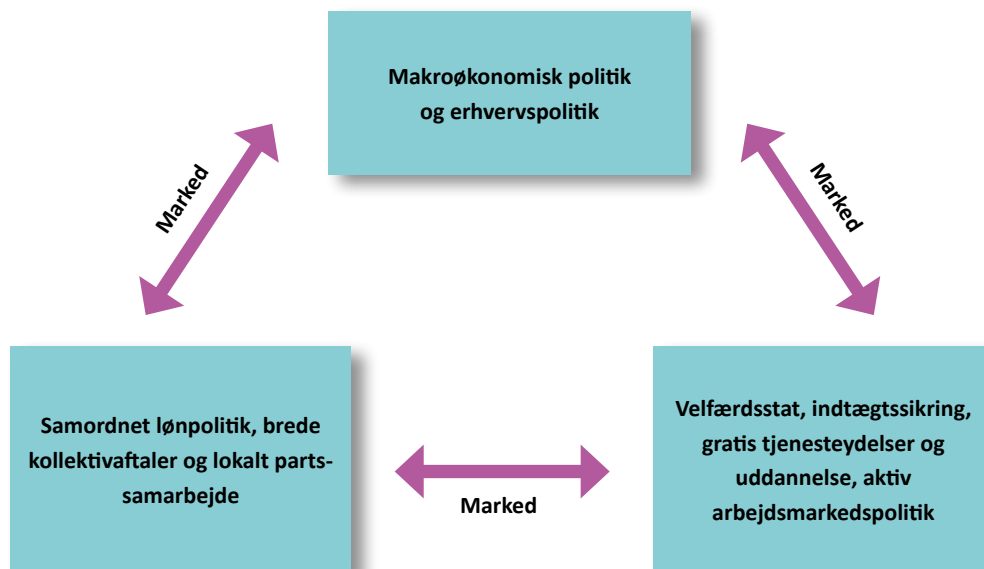 Makroøkonomisk politik
og erhvervspolitik
Marked
Marked
Samordnet lønpolitik, brede
kollektivaftaler og lokalt parts-
samarbejde
Marked
Velfærdsstat, indtægtssikring,
gratis tjenesteydelser og
uddannelse, aktiv
arbejdsmarkedspolitik